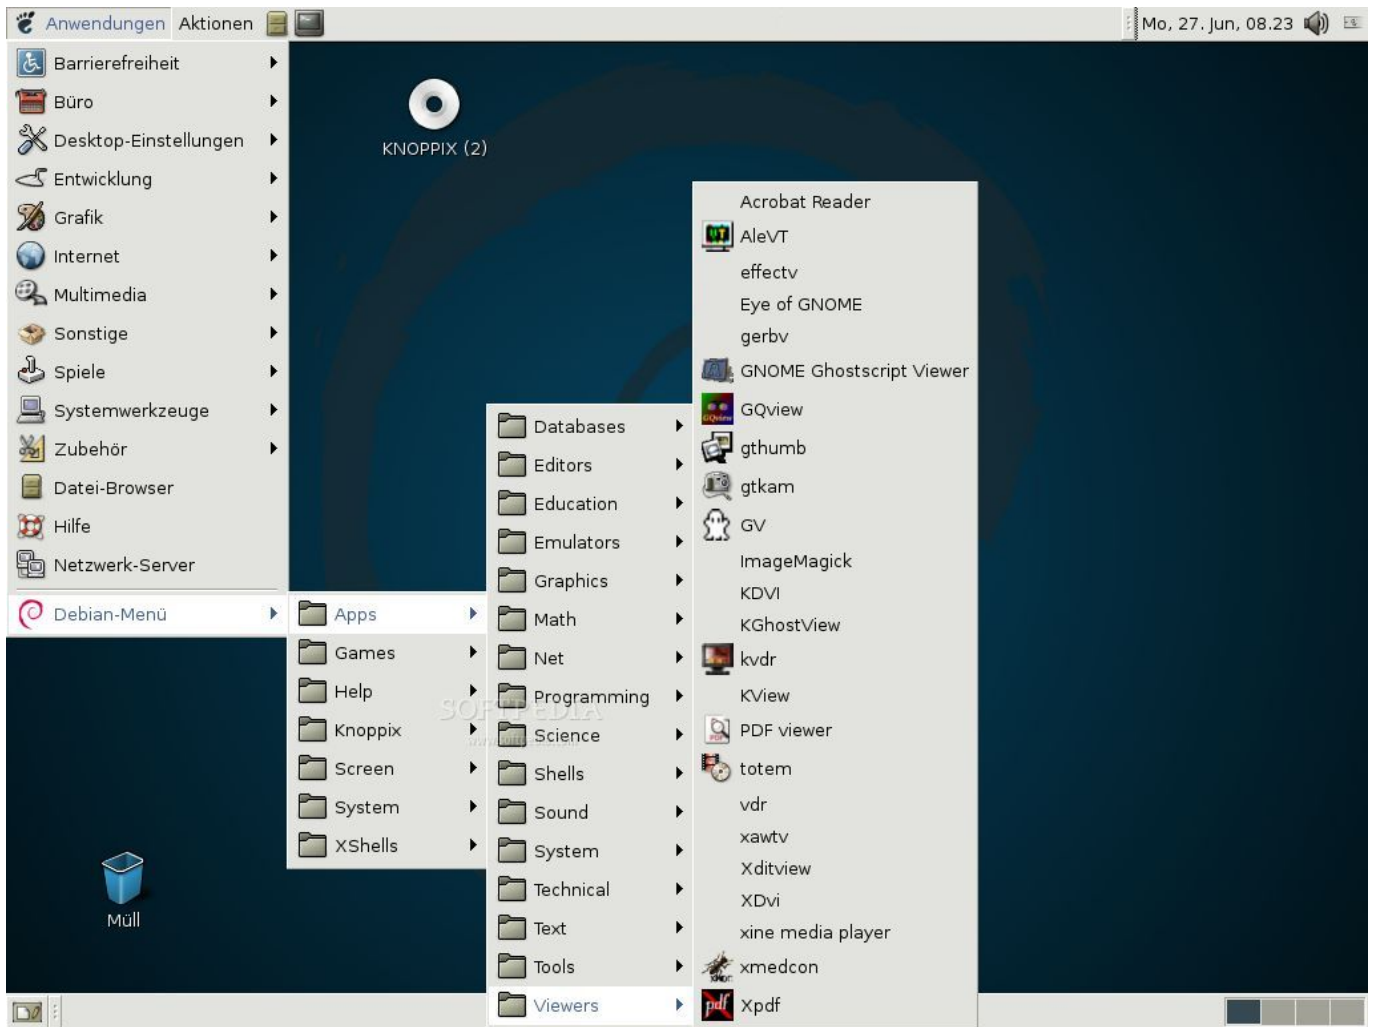 Anwendungen Aktionen
Mo, 27. Jun, 08.23
Barrierefreiheit
Büro
Desktop-Einstellungen
Entwicklung
Grafik
Internet
Multimedia
Sonstige
Spiele
Systemwerkzeuge
Zubehör
Datei-Browser
Hilfe
Netzwerk-Server
Debian-Menü
KNOPPIX (2)
Apps
Games
Help
Knoppix
Screen
System
XShells
Databases
Editors
Education
Emulators
Graphics
Math
Net
Programming
Science
Shells
Sound
System
Technical
Text
Tools
Viewers
Acrobat Reader
AleVT
effectv
Eye of GNOME
gerbv
GNOME Ghostscript Viewer
GQview
gthumb
gtkam
GV
ImageMagick
KDVI
KGhostView
kvdr
KView
PDF viewer
totem
vdr
xawtv
Xditview
XDvi
xine media player
xmedcon
Xpdf
SOFTPEDIA
www.softpedia.com
Müll